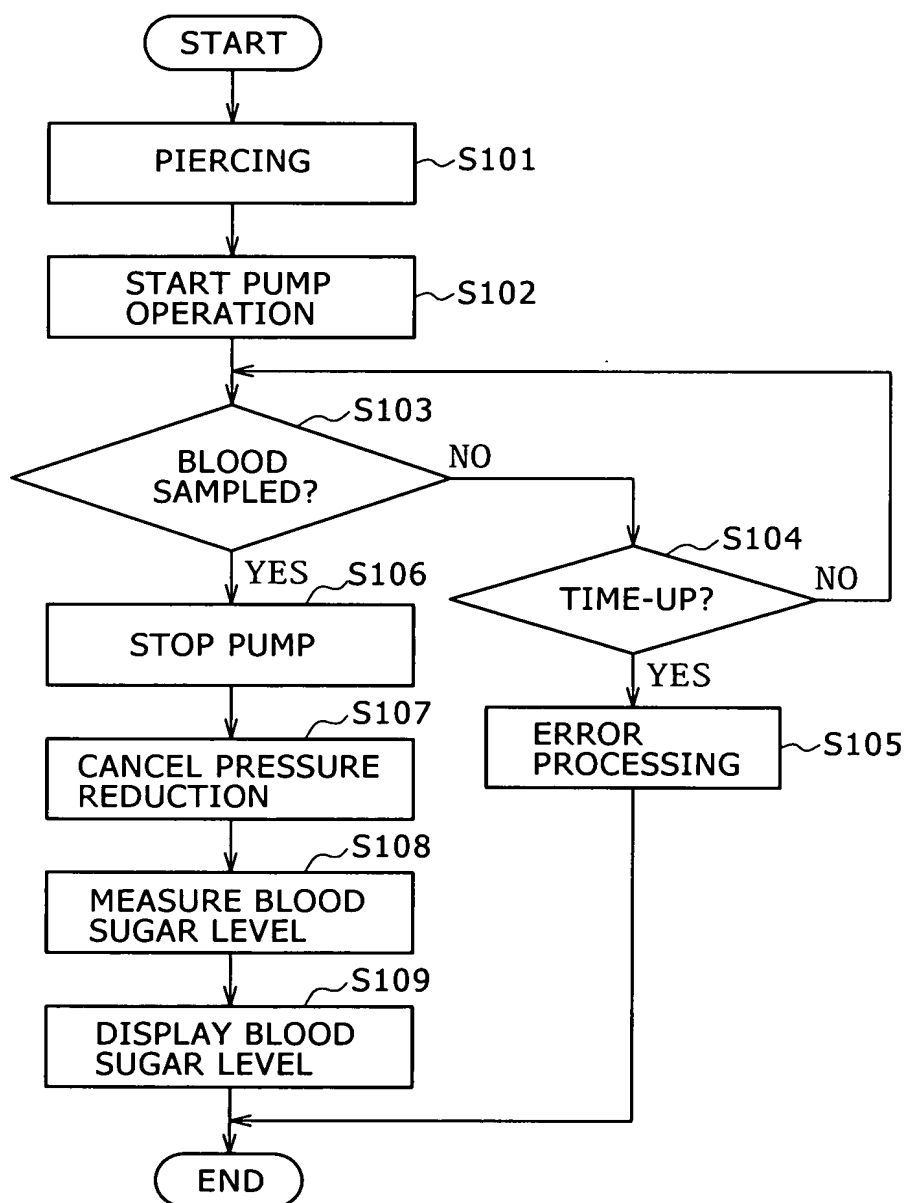 START
PIERCING
S101
START PUMP
OPERATION
S102
S103
BLOOD
SAMPLED?
NO
S104
TIME-UP?
NO
YES
S106
STOP PUMP
YES
S107
CANCEL PRESSURE
REDUCTION
ERROR
PROCESSING
S105
S108
MEASURE BLOOD
SUGAR LEVEL
S109
DISPLAY BLOOD
SUGAR LEVEL
END